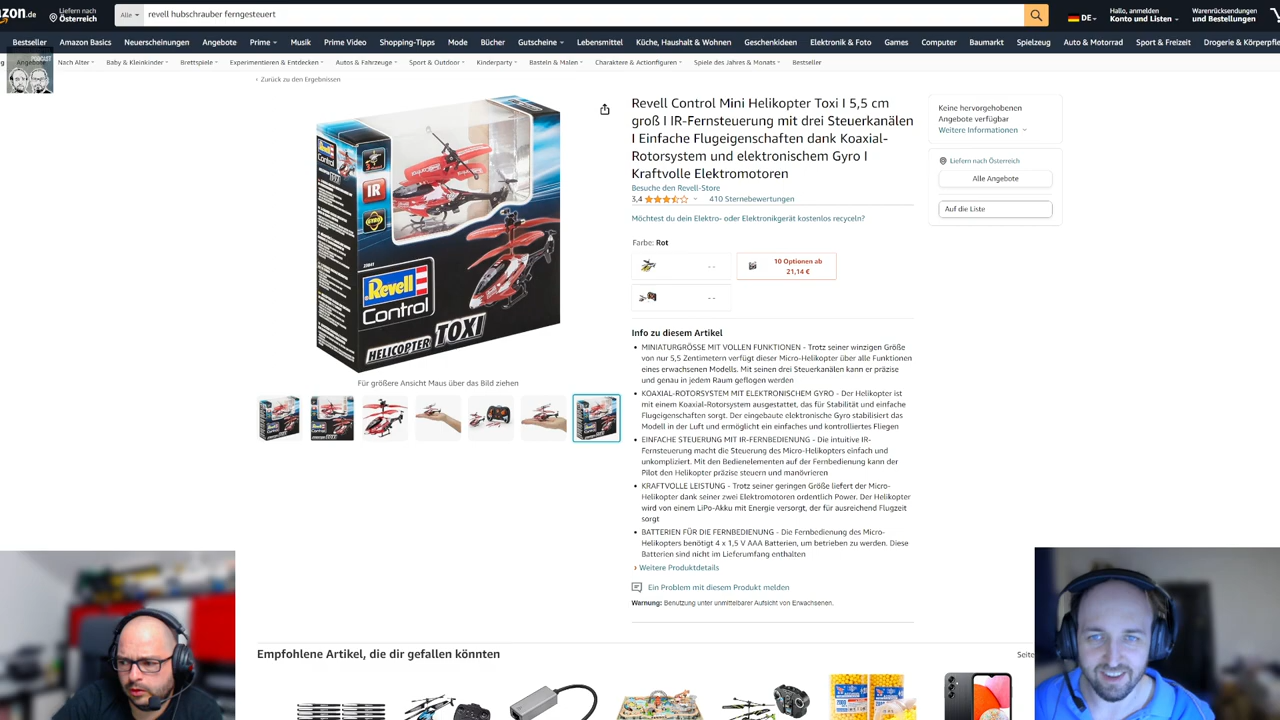 zon.de
Liefern nach
Österreich
Alle
revell hubschrauber ferngesteuert
DE
Hallo, anmelden
Konto und Listen
Warenrücksendungen
und Bestellungen
Bestseller
Amazon Basics
Neuerscheinungen
Angebote
Prime
Musik
Prime Video
Shopping-Tipps
Mode
Bücher
Gutscheine
Lebensmittel
Küche, Haushalt & Wohnen
Geschenkideen
Elektronik & Foto
Games
Computer
Baumarkt
Spielzeug
Auto & Motorrad
Sport & Freizeit
Drogerie & Körperpfle
PODCAST
Nach Alter
Baby & Kleinkinder
Brettspiele
Experimentieren & Entdecken
Autos & Fahrzeuge
Sport & Outdoor
Kinderparty
Basteln & Malen
Charaktere & Actionfiguren
Spiele des Jahres & Monats
Bestseller
‹ Zurück zu den Ergebnissen
Revell Control Mini Helikopter Toxi I 5,5 cm
groß I IR-Fernsteuerung mit drei Steuerkanälen
I Einfache Flugeigenschaften dank Koaxial-
Rotorsystem und elektronischem Gyro I
Kraftvolle Elektromotoren
Besuche den Revell-Store
3,4
410 Sternebewertungen
Möchtest du dein Elektro- oder Elektronikgerät kostenlos recyceln?
Farbe: Rot
- -
10 Optionen ab
21,14 €
- -
Info zu diesem Artikel
• MINIATURGRÖSSE MIT VOLLEN FUNKTIONEN - Trotz seiner winzigen Größe
von nur 5,5 Zentimetern verfügt dieser Micro-Helikopter über alle Funktionen
eines erwachsenen Modells. Mit seinen drei Steuerkanälen kann er präzise
und genau in jedem Raum geflogen werden
• KOAXIAL-ROTORSYSTEM MIT ELEKTRONISCHEM GYRO - Der Helikopter ist
mit einem Koaxial-Rotorsystem ausgestattet, das für Stabilität und einfache
Flugeigenschaften sorgt. Der eingebaute elektronische Gyro stabilisiert das
Modell in der Luft und ermöglicht ein einfaches und kontrolliertes Fliegen
• EINFACHE STEUERUNG MIT IR-FERNBEDIENUNG - Die intuitive IR-
Fernsteuerung macht die Steuerung des Micro-Helikopters einfach und
unkompliziert. Mit den Bedienelementen auf der Fernbedienung kann der
Pilot den Helikopter präzise steuern und manövrieren
• KRAFTVOLLE LEISTUNG - Trotz seiner geringen Größe liefert der Micro-
Helikopter dank seiner zwei Elektromotoren ordentlich Power. Der Helikopter
wird von einem LiPo-Akku mit Energie versorgt, der für ausreichend Flugzeit
sorgt
• BATTERIEN FÜR DIE FERNBEDIENUNG - Die Fernbedienung des Micro-
Helikopters benötigt 4 x 1,5 V AAA Batterien, um betrieben zu werden. Diese
Batterien sind nicht im Lieferumfang enthalten
› Weitere Produktdetails
Ein Problem mit diesem Produkt melden
Warnung: Benutzung unter unmittelbarer Aufsicht von Erwachsenen.
Keine hervorgehobenen
Angebote verfügbar
Weitere Informationen
Liefern nach Österreich
Alle Angebote
Auf die Liste
Revell
Control
IR
GYRO
Revell
Control
HELICOPTER TOXI
Für größere Ansicht Maus über das Bild ziehen
Empfohlene Artikel, die dir gefallen könnten
Seite